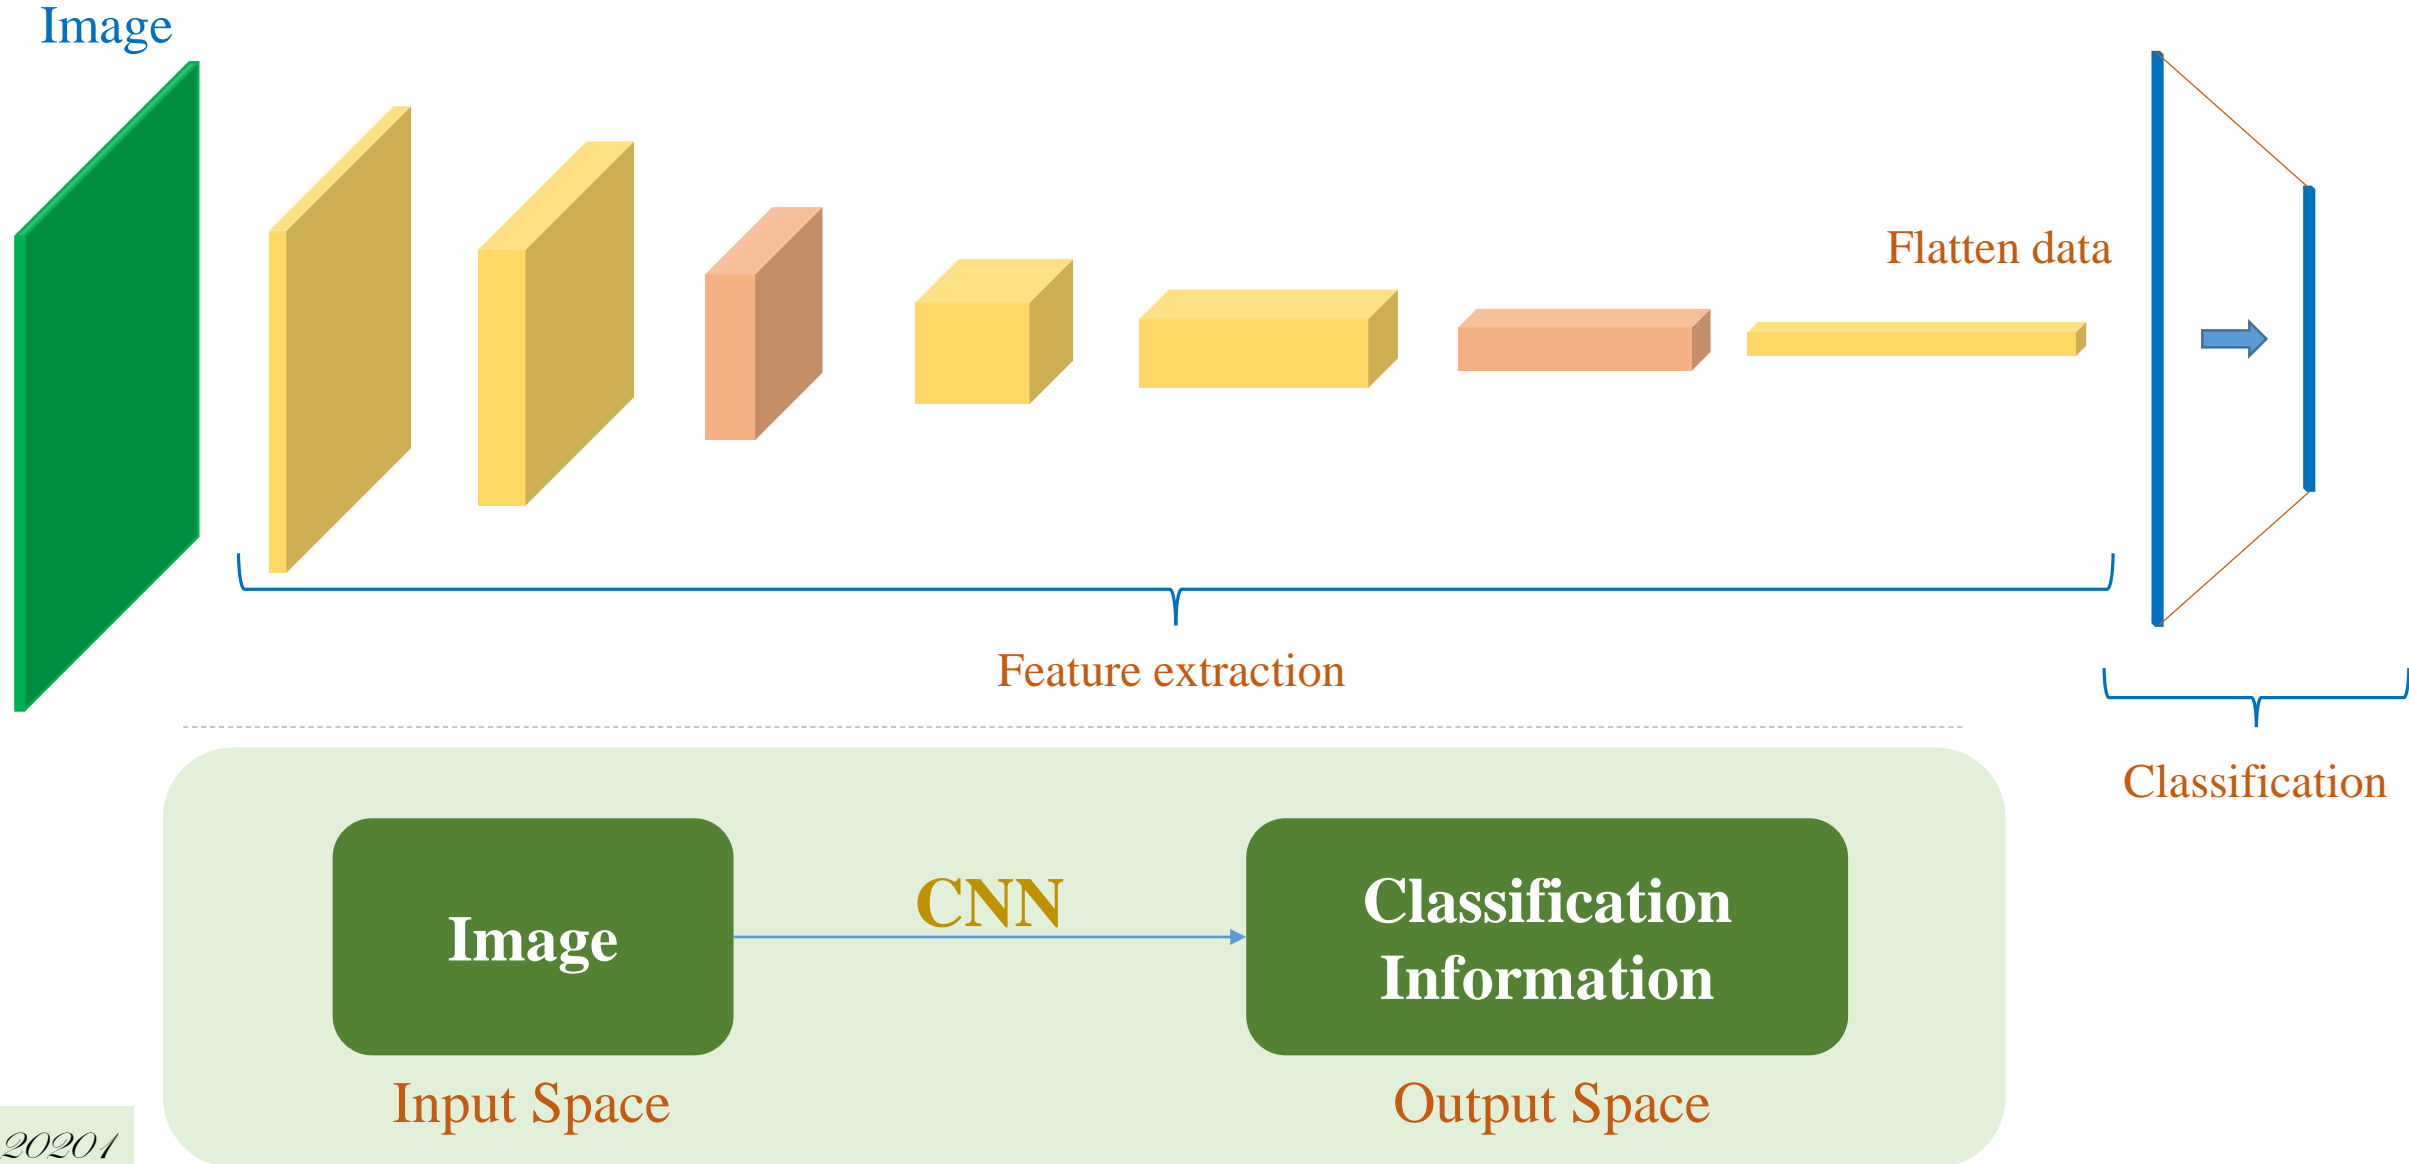 Image
Flatten data
Feature extraction
Classification
CNN
Image
Classification
Information
Input Space
Output Space
20201